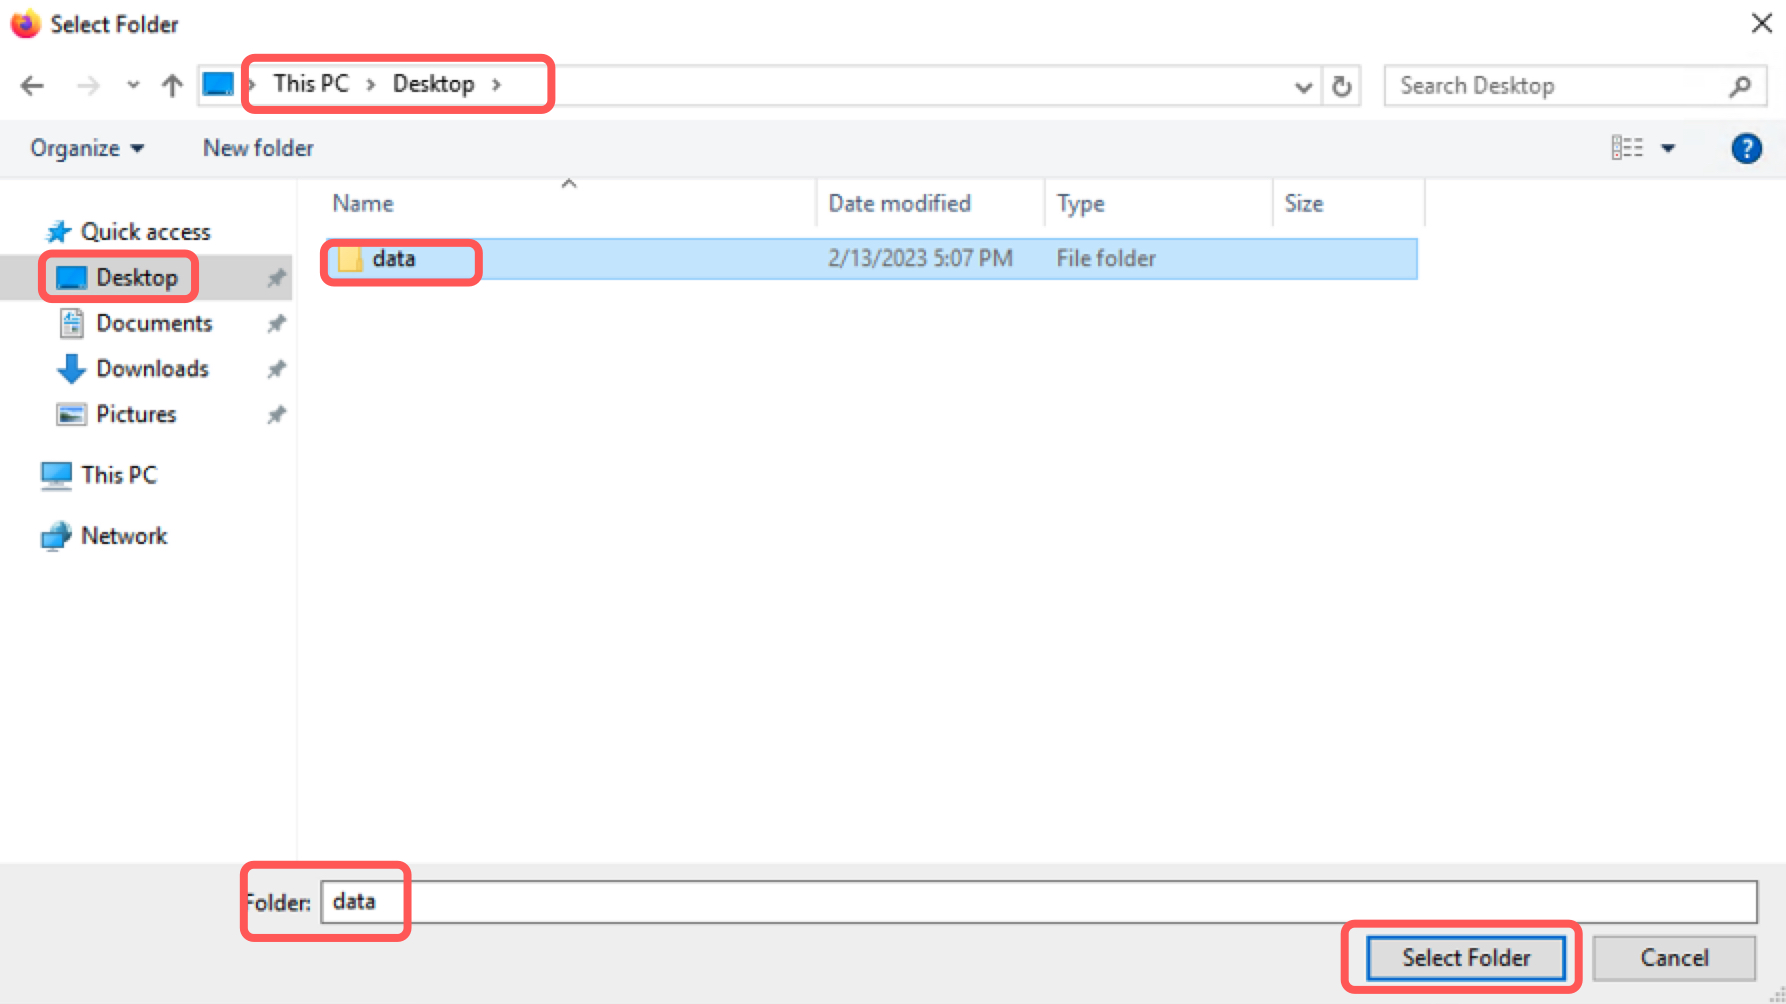 Select Folder
This PC > Desktop >
Search Desktop
Organize
New folder
?
Name
Date modified
Type
Size
Quick access
Desktop
Documents
Downloads
Pictures
This PC
Network
data
2/13/2023 5:07 PM
File folder
Folder:
data
Select Folder
Cancel